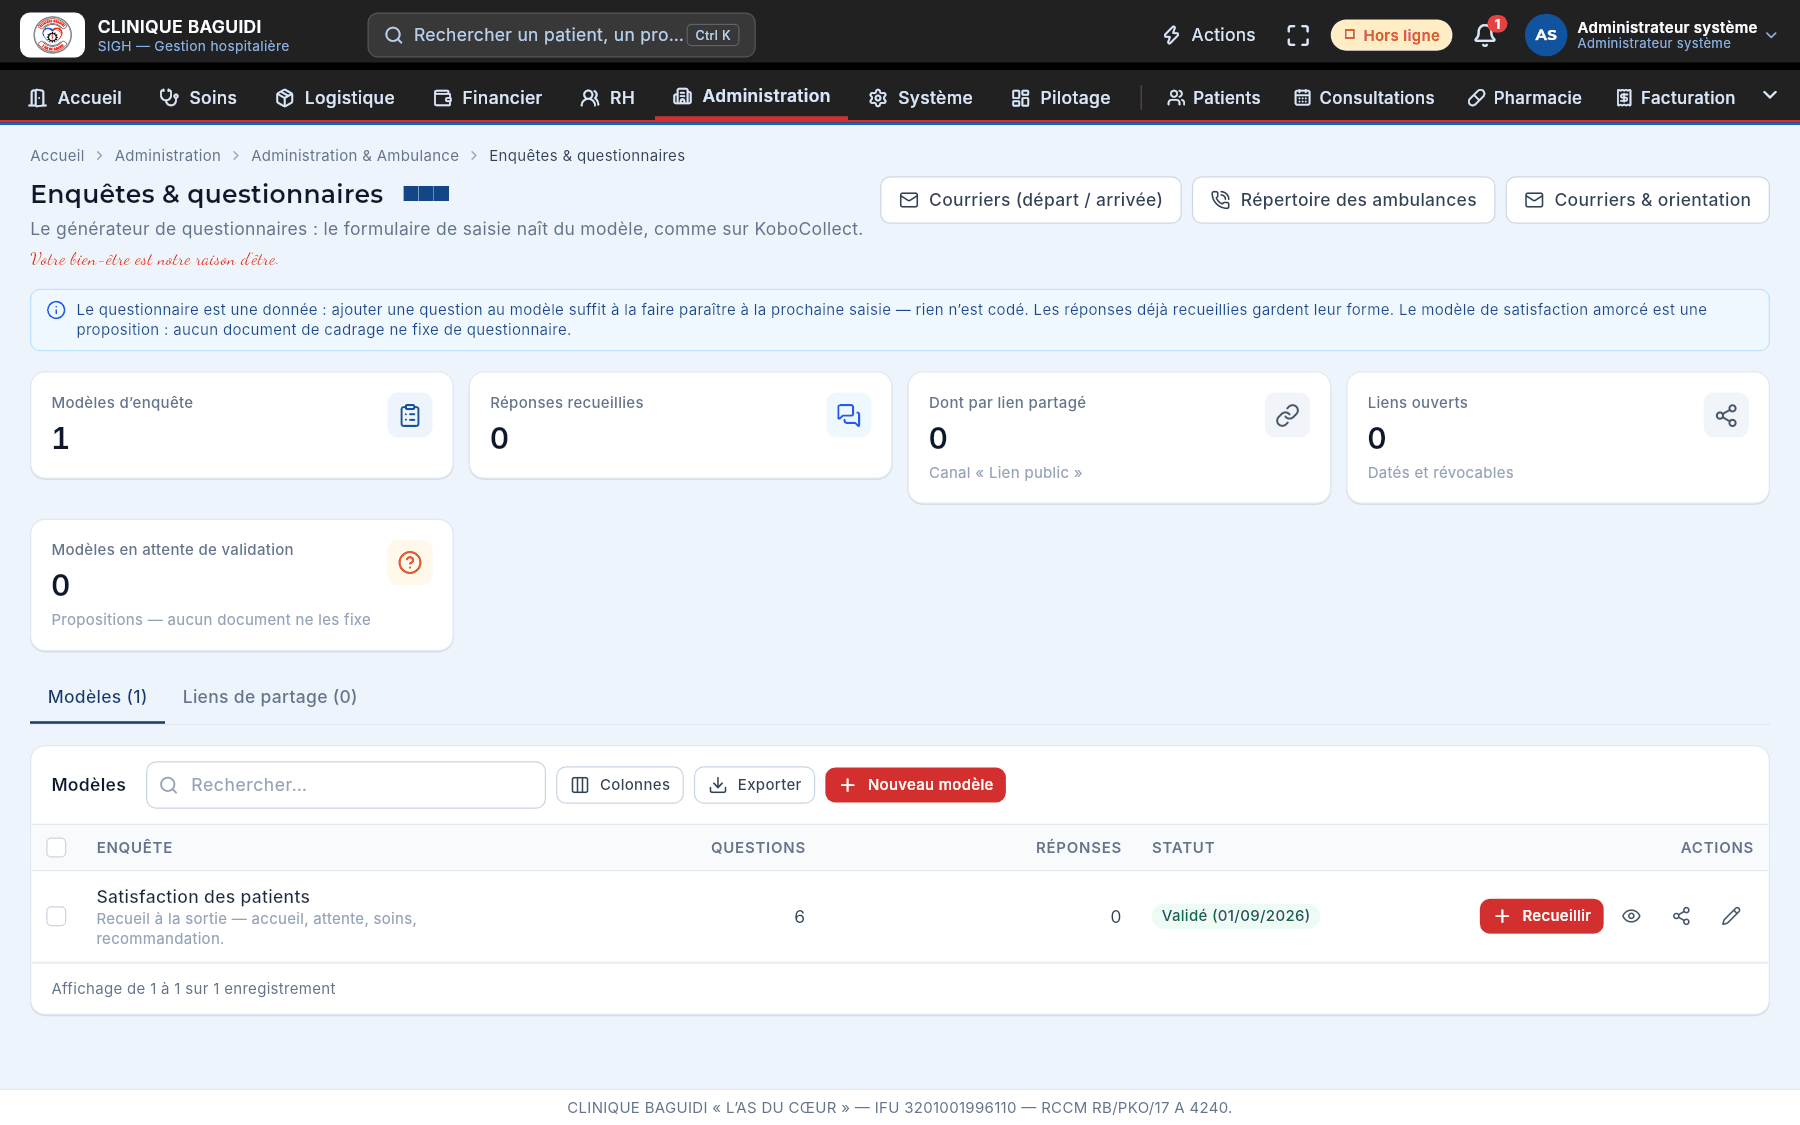 CLINIQUE BAGUIDI
SIGH — Gestion hospitalière
Rechercher un patient, un pro... Ctrl K
Actions
Hors ligne
1
AS
Administrateur système
Administrateur système
Accueil
Soins
Logistique
Financier
RH
Administration
Système
Pilotage
Patients
Consultations
Pharmacie
Facturation
Accueil > Administration > Administration & Ambulance > Enquêtes & questionnaires
Enquêtes & questionnaires
Courriers (départ / arrivée)
Répertoire des ambulances
Courriers & orientation
Le générateur de questionnaires : le formulaire de saisie naît du modèle, comme sur KoboCollect.
Votre bien-être est notre raison d'être.
Le questionnaire est une donnée : ajouter une question au modèle suffit à la faire paraître à la prochaine saisie — rien n’est codé. Les réponses déjà recueillies gardent leur forme. Le modèle de satisfaction amorcé est une
proposition : aucun document de cadrage ne fixe de questionnaire.
Modèles d’enquête
1
Réponses recueillies
0
Dont par lien partagé
0
Canal « Lien public »
Liens ouverts
0
Datés et révocables
Modèles en attente de validation
0
Propositions — aucun document ne les fixe
Modèles (1)
Liens de partage (0)
Modèles
Rechercher...
Colonnes
Exporter
Nouveau modèle
ENQUÊTE QUESTIONS RÉPONSES STATUT ACTIONS
Satisfaction des patients
Recueil à la sortie — accueil, attente, soins,
recommandation.
6
0
Validé (01/09/2026)
Recueillir
Affichage de 1 à 1 sur 1 enregistrement
CLINIQUE BAGUIDI « L’AS DU CŒUR » — IFU 3201001996110 — RCCM RB/PKO/17 A 4240.